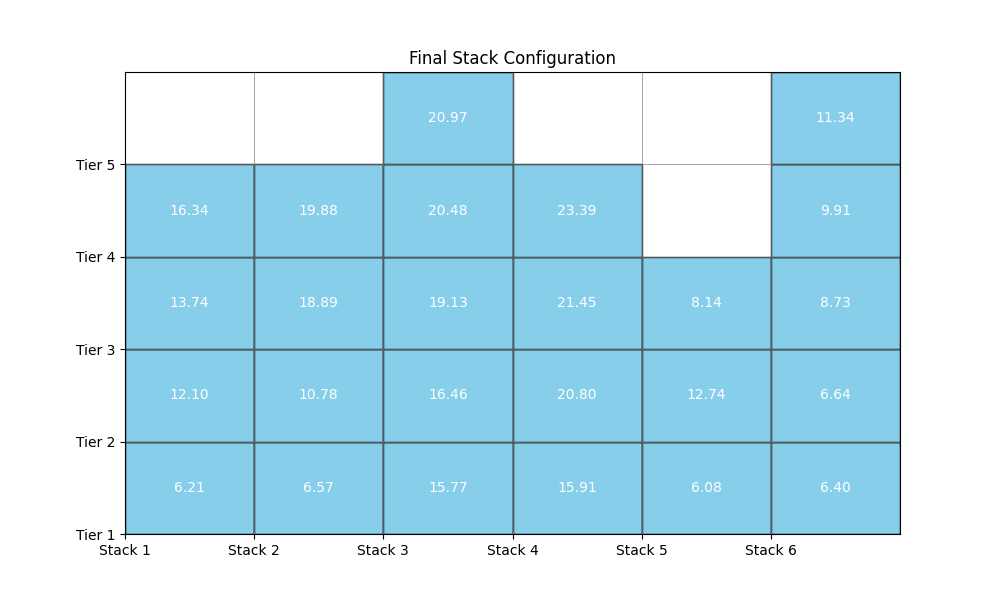 Final Stack Configuration
20.97 11.34
Tier 5
16.34 19.88 20.48 23.39 9.91
Tier 4
13.74 18.89 19.13 21.45 8.14 8.73
Tier 3
12.10 10.78 16.46 20.80 12.74 6.64
Tier 2
6.21 6.57 15.77 15.91 6.08 6.40
Tier 1
Stack 1 Stack 2 Stack 3 Stack 4 Stack 5 Stack 6